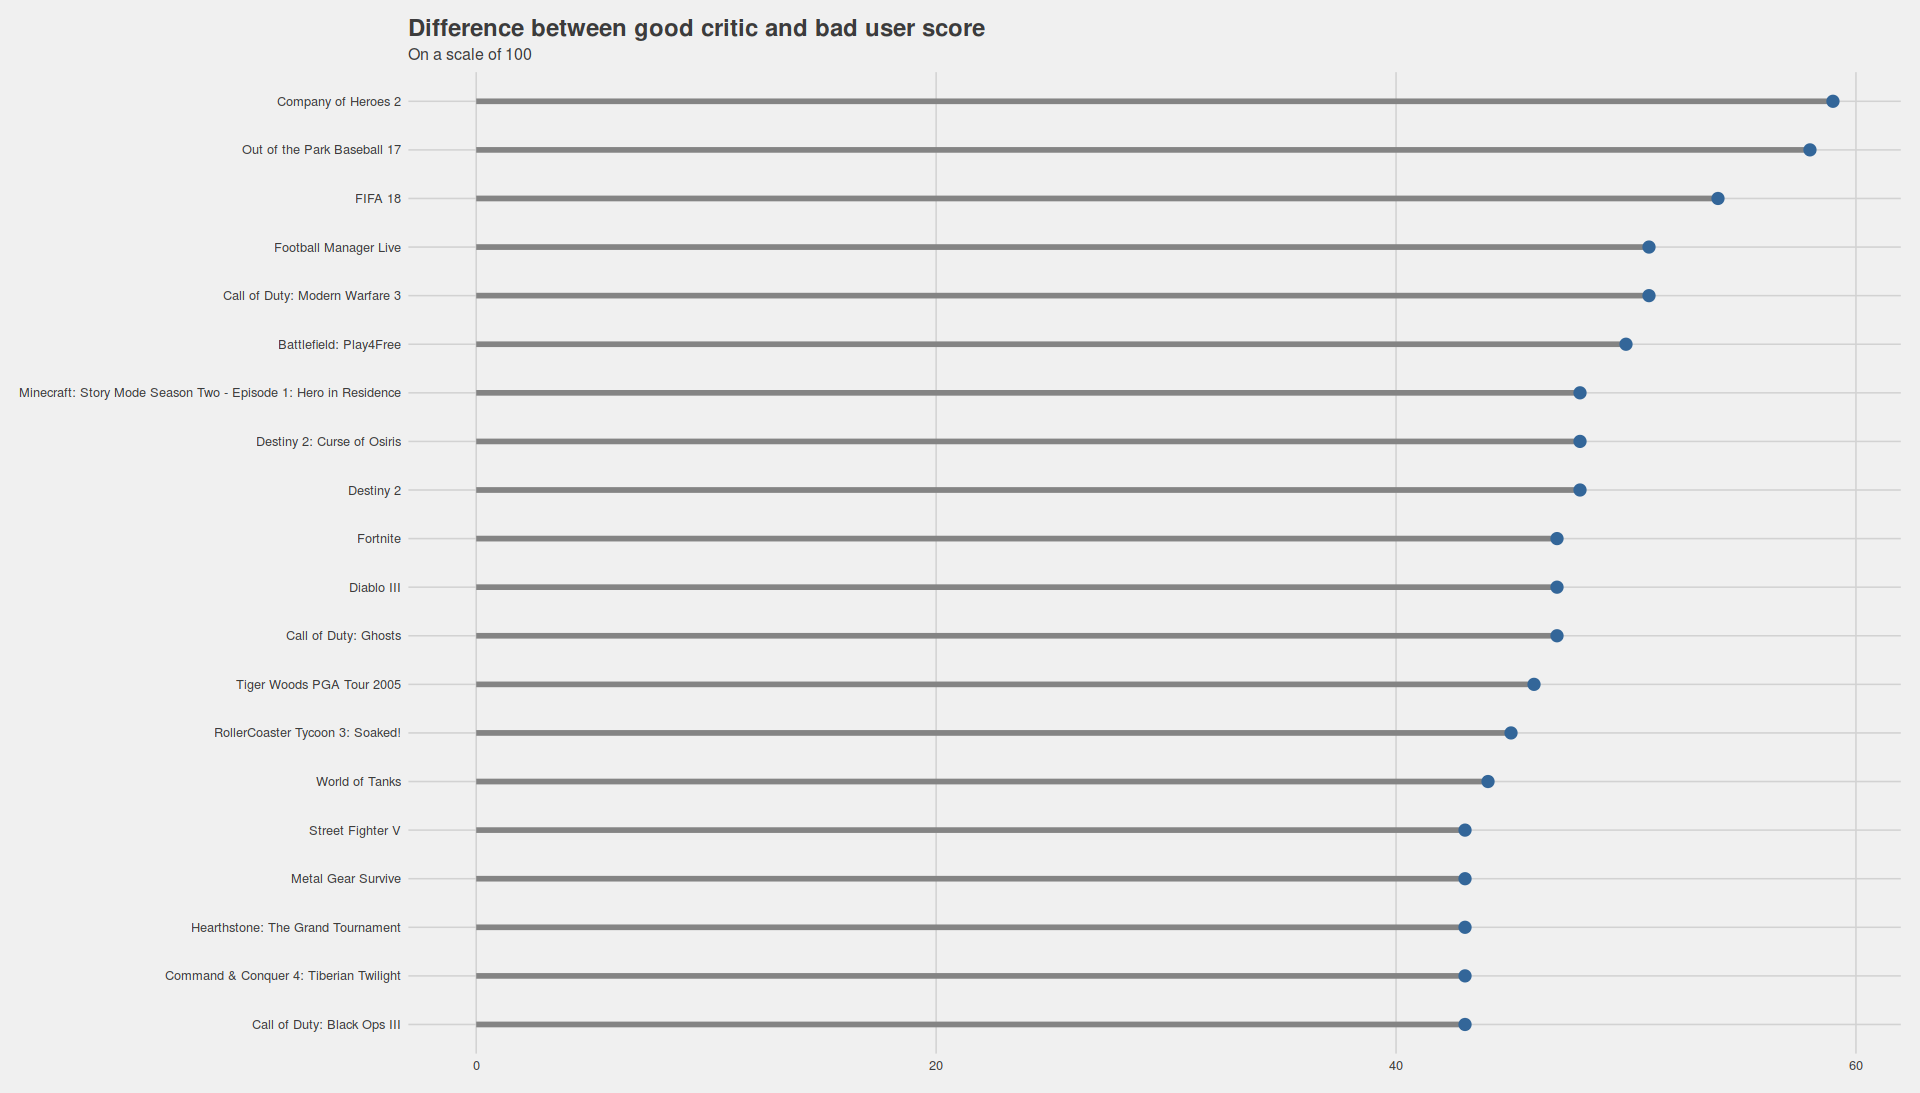 Difference between good critic and bad user score
On a scale of 100
Company of Heroes 2
Out of the Park Baseball 17
FIFA 18
Football Manager Live
Call of Duty: Modern Warfare 3
Battlefield: Play4Free
Minecraft: Story Mode Season Two - Episode 1: Hero in Residence
Destiny 2: Curse of Osiris
Destiny 2
Fortnite
Diablo III
Call of Duty: Ghosts
Tiger Woods PGA Tour 2005
RollerCoaster Tycoon 3: Soaked!
World of Tanks
Street Fighter V
Metal Gear Survive
Hearthstone: The Grand Tournament
Command & Conquer 4: Tiberian Twilight
Call of Duty: Black Ops III
0 20 40 60